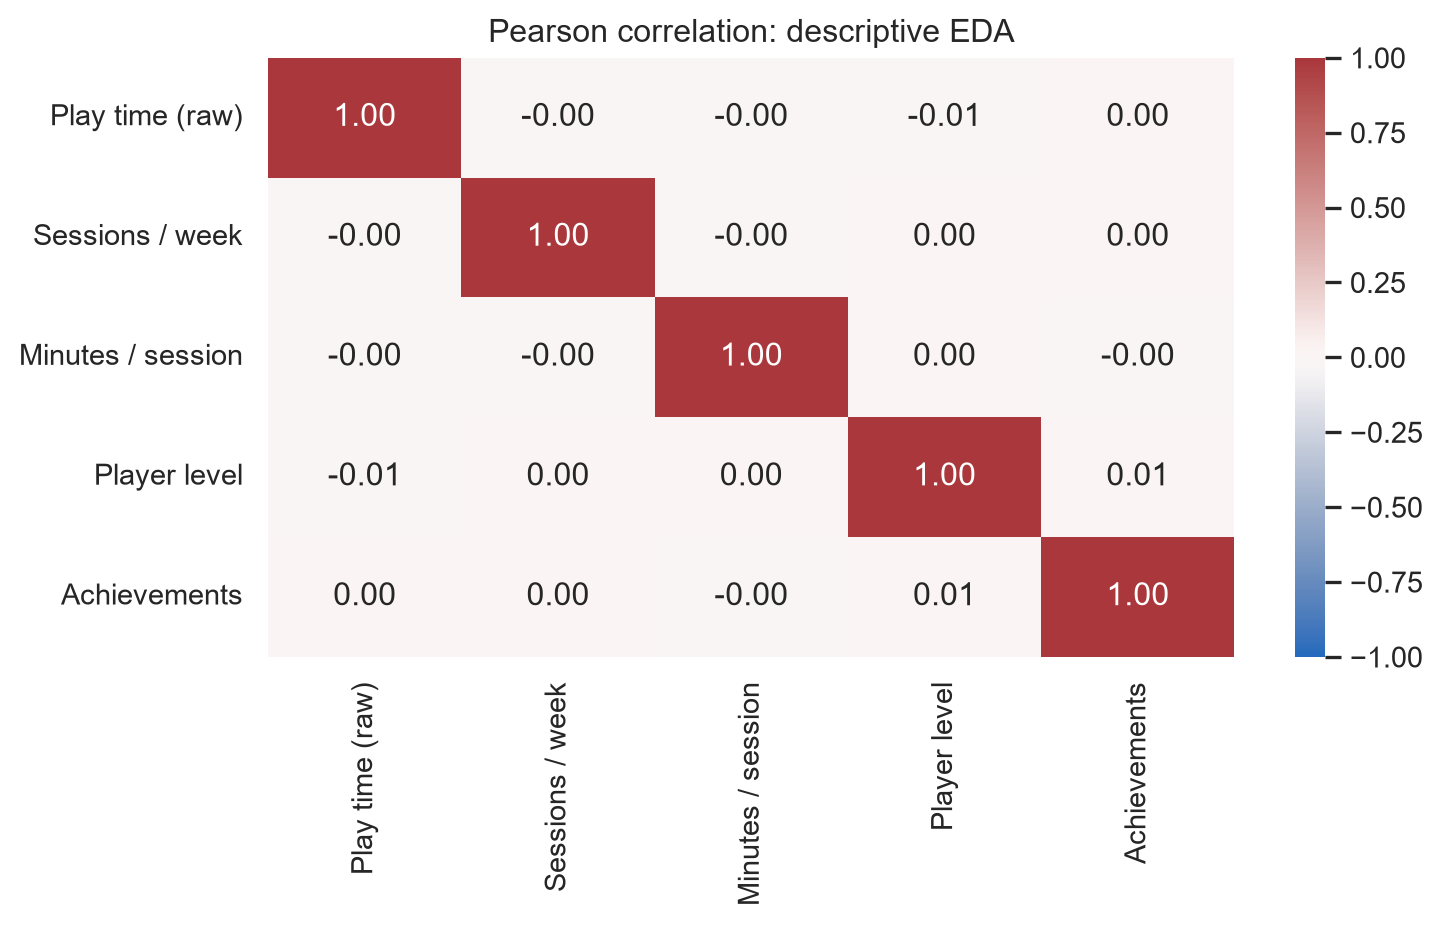 Pearson correlation: descriptive EDA
Play time (raw) 1.00 -0.00 -0.00 -0.01 0.00
Sessions / week -0.00 1.00 -0.00 0.00 0.00
Minutes / session -0.00 -0.00 1.00 0.00 -0.00
Player level -0.01 0.00 0.00 1.00 0.01
Achievements 0.00 0.00 -0.00 0.01 1.00
Play time (raw)
Sessions / week
Minutes / session
Player level
Achievements
1.00
0.75
0.50
0.25
0.00
−0.25
−0.50
−0.75
−1.00